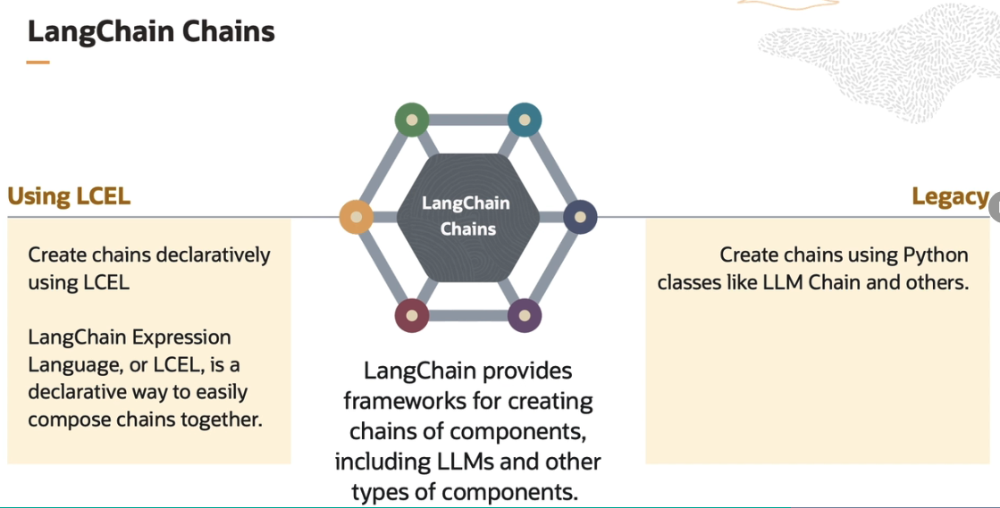 LangChain Chains
Using LCEL
Create chains declaratively
using LCEL
LangChain Expression
Language, or LCEL, is a
declarative way to easily
compose chains together.
LangChain
Chains
LangChain provides
frameworks for creating
chains of components,
including LLMs and other
types of components.
Legacy
Create chains using Python
classes like LLM Chain and others.